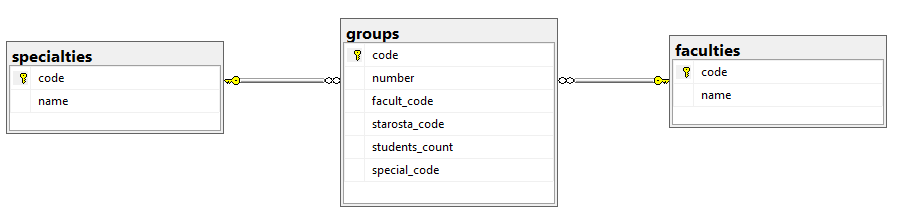 specialties
code
name
groups
code
number
facult_code
starosta_code
students_count
special_code
faculties
code
name